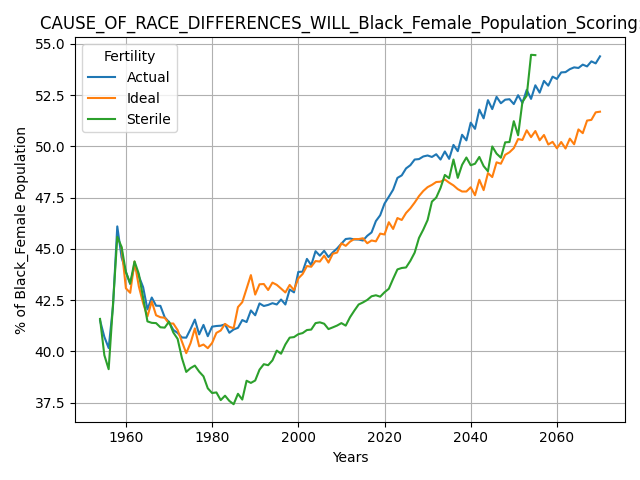 CAUSE_OF_RACE_DIFFERENCES_WILL_Black_Female_Population_Scoring
55.0
52.5
50.0
47.5
45.0
42.5
40.0
37.5
% of Black_Female Population
Fertility
Actual
Ideal
Sterile
1960 1980 2000 2020 2040 2060
Years